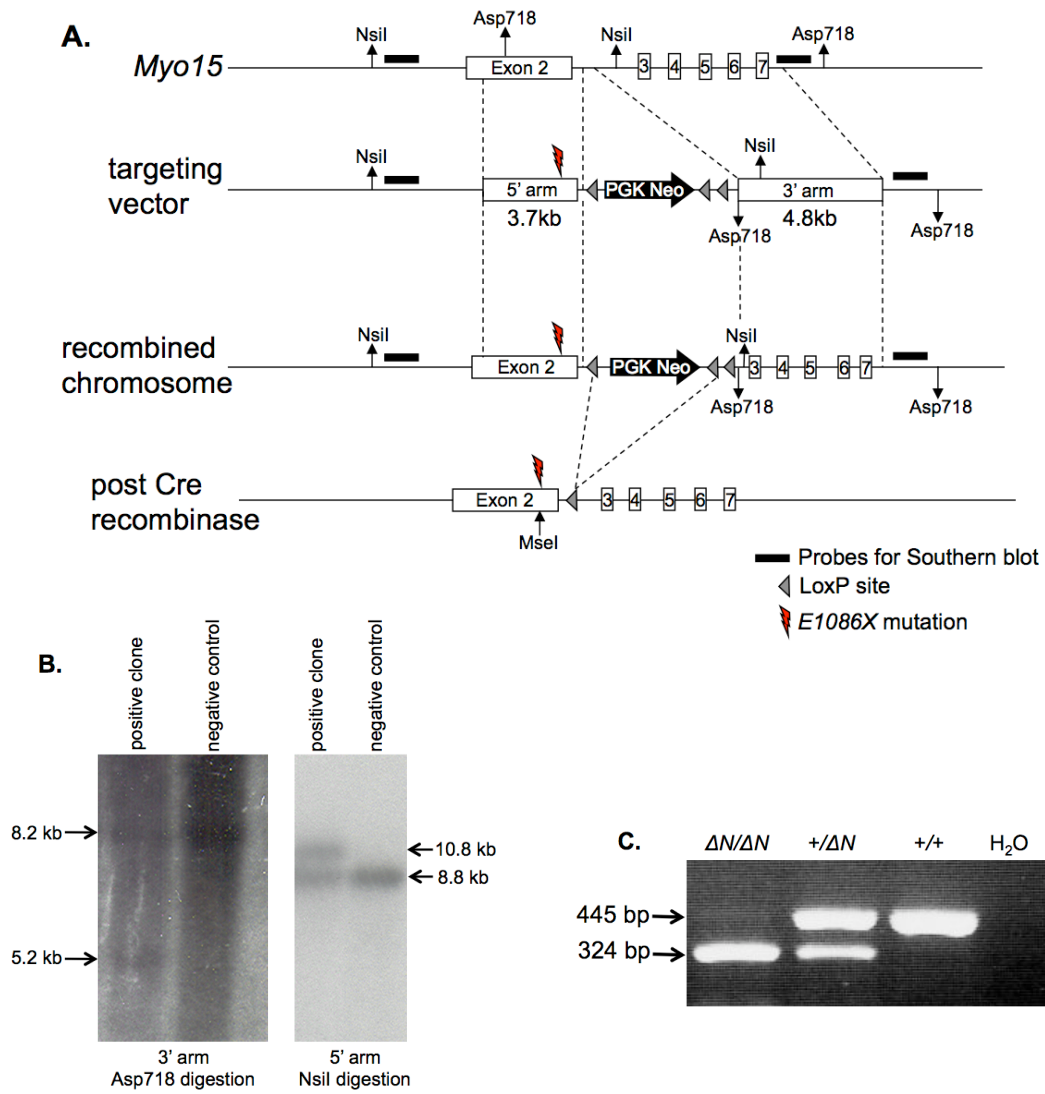 A.
Myo15
NsiI
Asp718
NsiI
Asp718
Exon 2
3
4
5
6
7
targeting
vector
NsiI
5' arm
3.7kb
PGK Neo
NsiI
3' arm
4.8kb
Asp718
Asp718
recombined
chromosome
NsiI
Exon 2
PGK Neo
NsiI
3
4
5
6
7
Asp718
Asp718
post Cre
recombinase
Exon 2
3
4
5
6
7
MseI
Probes for Southern blot
LoxP site
E1086X mutation
B.
positive clone
negative control
positive clone
negative control
8.2 kb
5.2 kb
10.8 kb
8.8 kb
3' arm
Asp718 digestion
5' arm
NsiI digestion
C.
ΔN/ΔN
+/ΔN
+/+
H₂O
445 bp
324 bp